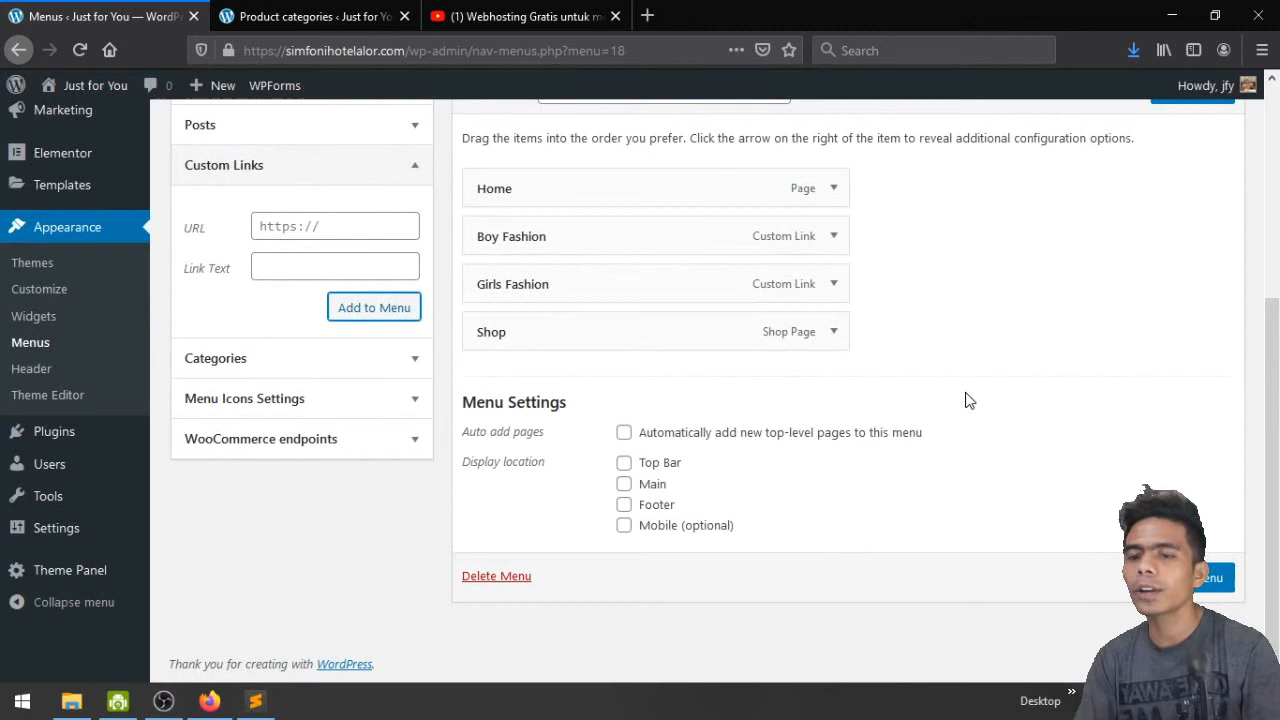 Menus ‹ Just for You — WordPr
Product categories ‹ Just for Yo
(1) Webhosting Gratis untuk m
https://simfonihotelalor.com/wp-admin/nav-menus.php?menu=18
Search
Just for You
0
New
WPForms
Howdy, jfy
Marketing
Elementor
Templates
Appearance
Themes
Customize
Widgets
Menus
Header
Theme Editor
Plugins
Users
Tools
Settings
Theme Panel
Collapse menu
Posts
Custom Links
URL
https://
Link Text
Add to Menu
Categories
Menu Icons Settings
WooCommerce endpoints
Drag the items into the order you prefer. Click the arrow on the right of the item to reveal additional configuration options.
Home Page
Boy Fashion Custom Link
Girls Fashion Custom Link
Shop Shop Page
Menu Settings
Auto add pages
Automatically add new top-level pages to this menu
Display location
Top Bar
Main
Footer
Mobile (optional)
Delete Menu
enu
Thank you for creating with WordPress.
Desktop